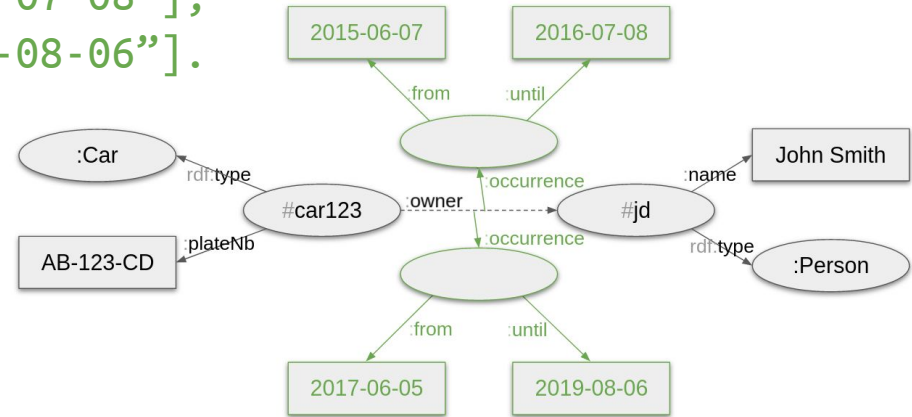 07-08"],
-08-06”].
2015-06-07
2016-07-08
:from
:until
:Car
rdf:type
:occurrence
:name
John Smith
#car123
:owner
#jd
:plateNb
:occurrence
rdf:type
AB-123-CD
:Person
:from
:until
2017-06-05
2019-08-06